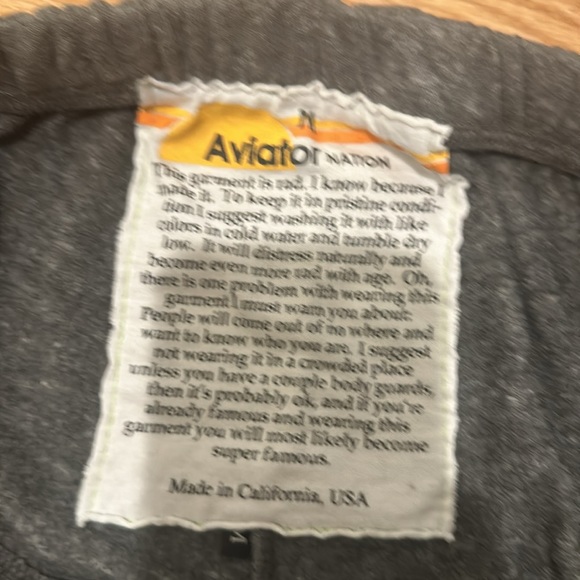 Aviator NATION
This garment is rad. I know because I
made it. To keep it in pristine condi-
tion I suggest washing it with like
colors in cold water and tumble dry
low. It will distress naturally and
become even more rad with age. Oh,
there is one problem with wearing this
garment I must warn you about:
People will come out of no where and
want to know who you are. I suggest
not wearing it in a crowded place
unless you have a couple body guards,
then it's probably ok, and if you're
already famous and wearing this
garment you will most likely become
super famous.
Made in California, USA